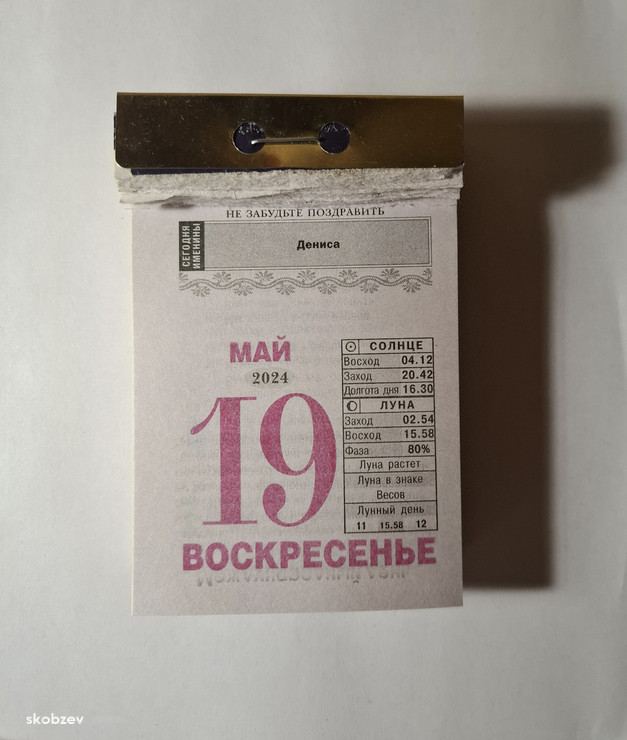 НЕ ЗАБУДЬТЕ ПОЗДРАВИТЬ
СЕГОДНЯ
ИМЕНИНЫ
Дениса
МАЙ
2024
19
ВОСКРЕСЕНЬЕ
СОЛНЦЕ
Восход 04.12
Заход 20.42
Долгота дня 16.30
ЛУНА
Заход 02.54
Восход 15.58
Фаза 80%
Луна растет
Луна в знаке
Весов
Лунный день
11 15.58 12
skobzev